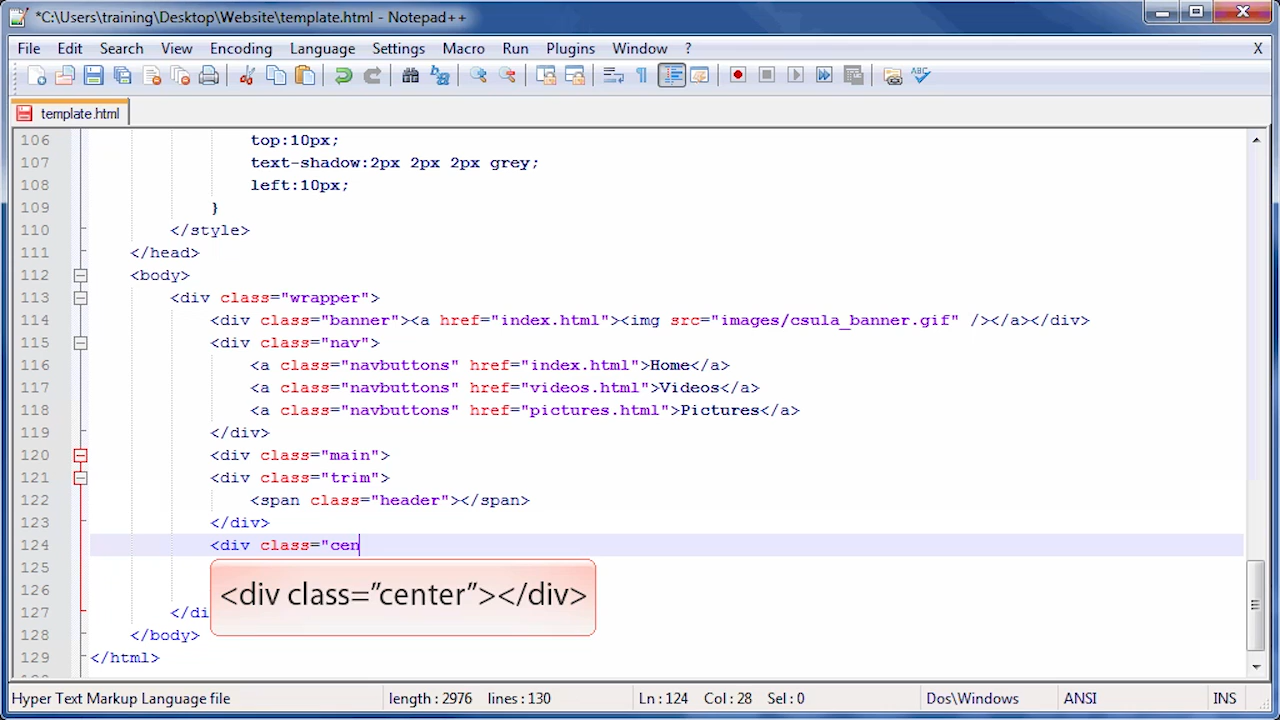 *C:\Users\training\Desktop\Website\template.html - Notepad++
File Edit Search View Encoding Language Settings Macro Run Plugins Window ? X
ABC
template.html
106 top:10px;
107 text-shadow:2px 2px 2px grey;
108 left:10px;
109 }
110 </style>
111 </head>
112 <body>
113 <div class="wrapper">
114 <div class="banner"><a href="index.html"><img src="images/csula_banner.gif" /></a></div>
115 <div class="nav">
116 <a class="navbuttons" href="index.html">Home</a>
117 <a class="navbuttons" href="videos.html">Videos</a>
118 <a class="navbuttons" href="pictures.html">Pictures</a>
119 </div>
120 <div class="main">
121 <div class="trim">
122 <span class="header"></span>
123 </div>
124 <div class="cen
125
<div class=”center”></div>
126
127 </di
128 </body>
129 </html>
Hyper Text Markup Language file length : 2976 lines : 130 Ln : 124 Col : 28 Sel : 0 Dos\Windows ANSI INS